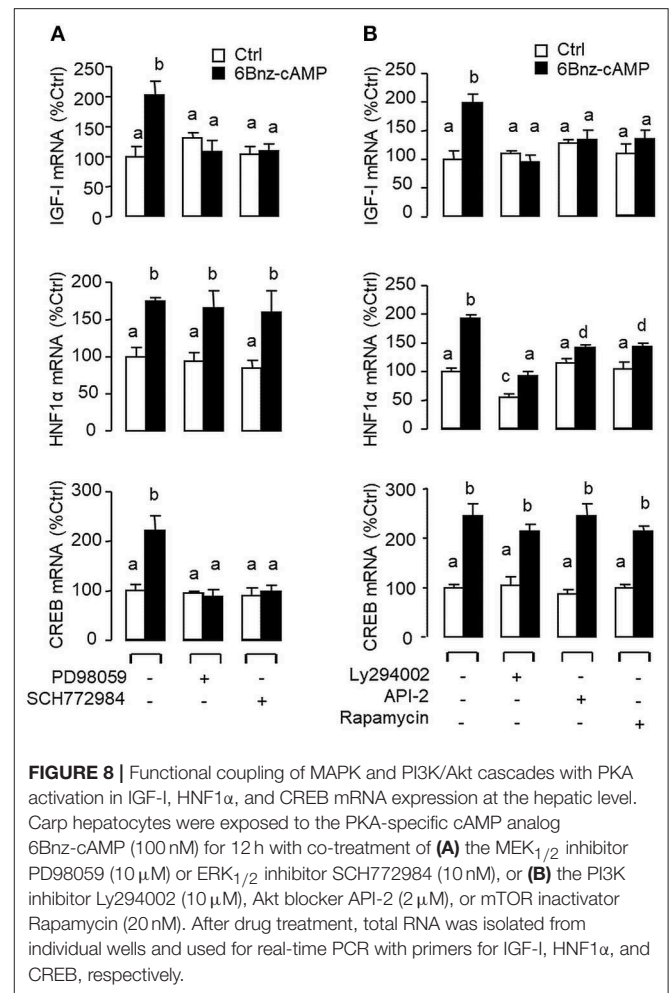 A
Ctrl
6Bnz-cAMP
IGF-I mRNA (%Ctrl)
250
200
150
100
50
0
a b a a a a
HNF1α mRNA (%Ctrl)
200
150
100
50
0
a b a b a b
CREB mRNA (%Ctrl)
300
200
100
0
a b a a a a
PD98059 - + -
SCH772984 - - +
B
Ctrl
6Bnz-cAMP
IGF-I mRNA (%Ctrl)
250
200
150
100
50
0
a b a a a a a a
HNF1α mRNA (%Ctrl)
250
200
150
100
50
0
a b c a a d a d
CREB mRNA (%Ctrl)
300
200
100
0
a b a b a b a b
Ly294002 - + - -
API-2 - - + -
Rapamycin - - - +
FIGURE 8 | Functional coupling of MAPK and PI3K/Akt cascades with PKA
activation in IGF-I, HNF1α, and CREB mRNA expression at the hepatic level.
Carp hepatocytes were exposed to the PKA-specific cAMP analog
6Bnz-cAMP (100 nM) for 12 h with co-treatment of (A) the MEK1/2 inhibitor
PD98059 (10 μM) or ERK1/2 inhibitor SCH772984 (10 nM), or (B) the PI3K
inhibitor Ly294002 (10 μM), Akt blocker API-2 (2 μM), or mTOR inactivator
Rapamycin (20 nM). After drug treatment, total RNA was isolated from
individual wells and used for real-time PCR with primers for IGF-I, HNF1α, and
CREB, respectively.